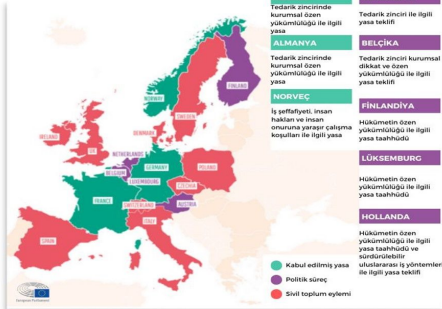 Tedarik zincirinde
kurumsal özen
yükümlülüğü ile ilgili
yasa
ALMANYA
Tedarik zincirinde
kurumsal özen
yükümlülüğü ile ilgili
yasa
NORVEÇ
İş şeffafiyeti, insan
hakları ve insan
onuruna yaraşır çalışma
koşulları ile ilgili yasa
Tedarik zinciri ile ilgili
yasa teklifi
BELÇİKA
Tedarik zinciri kurumsal
dikkat ve özen
yükümlülüğü ile ilgili
yasa teklifi
FİNLANDİYA
Hükümetin özen
yükümlülüğü ile ilgili
yasa taahhüdü
LÜKSEMBURG
Hükümetin özen
yükümlülüğü ile ilgili
yasa taahhüdü
HOLLANDA
Hükümetin özen
yükümlülüğü ile ilgili
yasa taahhüdü ve
sürdürülebilir
uluslararası iş yöntemleri
ile ilgili yasa teklifi
NORWAY
SWEDEN
FINLAND
DENMARK
IRELAND
UK
NETHERLANDS
BELGIUM
GERMANY
POLAND
LUXEMBURG
CZECHIA
FRANCE
SWITZERLAND
AUSTRIA
ITALY
SPAIN
Kabul edilmiş yasa
Politik süreç
Sivil toplum eylemi
European Parliament